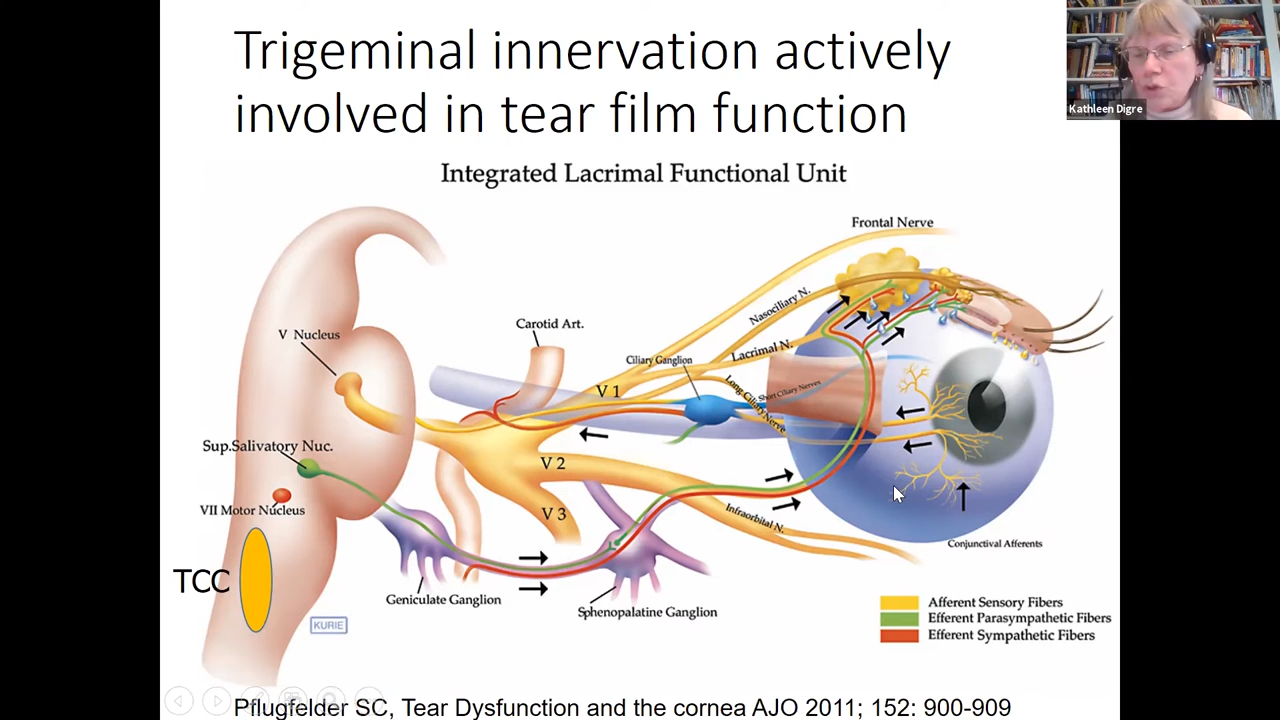 Trigeminal innervation actively
involved in tear film function
Kathleen Digre
Integrated Lacrimal Functional Unit
Frontal Nerve
Nasociliary N.
Lacrimal N.
Carotid Art.
Ciliary Ganglion
V Nucleus
V 1
Short Ciliary Nerves
Long Ciliary Nerve
Sup.Salivatory Nuc.
V 2
VII Motor Nucleus
V 3
Infraorbital N.
Conjunctival Afferents
TCC
Geniculate Ganglion
Sphenopalatine Ganglion
KURIE
Afferent Sensory Fibers
Efferent Parasympathetic Fibers
Efferent Sympathetic Fibers
Pflugfelder SC, Tear Dysfunction and the cornea AJO 2011; 152: 900-909